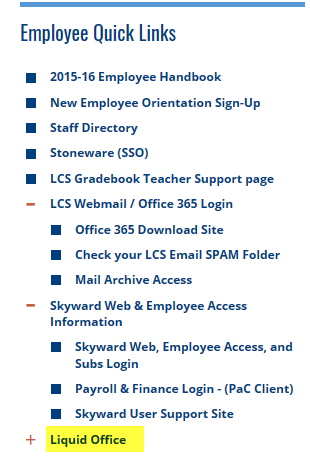 Employee Quick Links
2015-16 Employee Handbook
New Employee Orientation Sign-Up
Staff Directory
Stoneware (SSO)
LCS Gradebook Teacher Support page
LCS Webmail / Office 365 Login
Office 365 Download Site
Check your LCS Email SPAM Folder
Mail Archive Access
Skyward Web & Employee Access
Information
Skyward Web, Employee Access, and
Subs Login
Payroll & Finance Login - (PaC Client)
Skyward User Support Site
Liquid Office